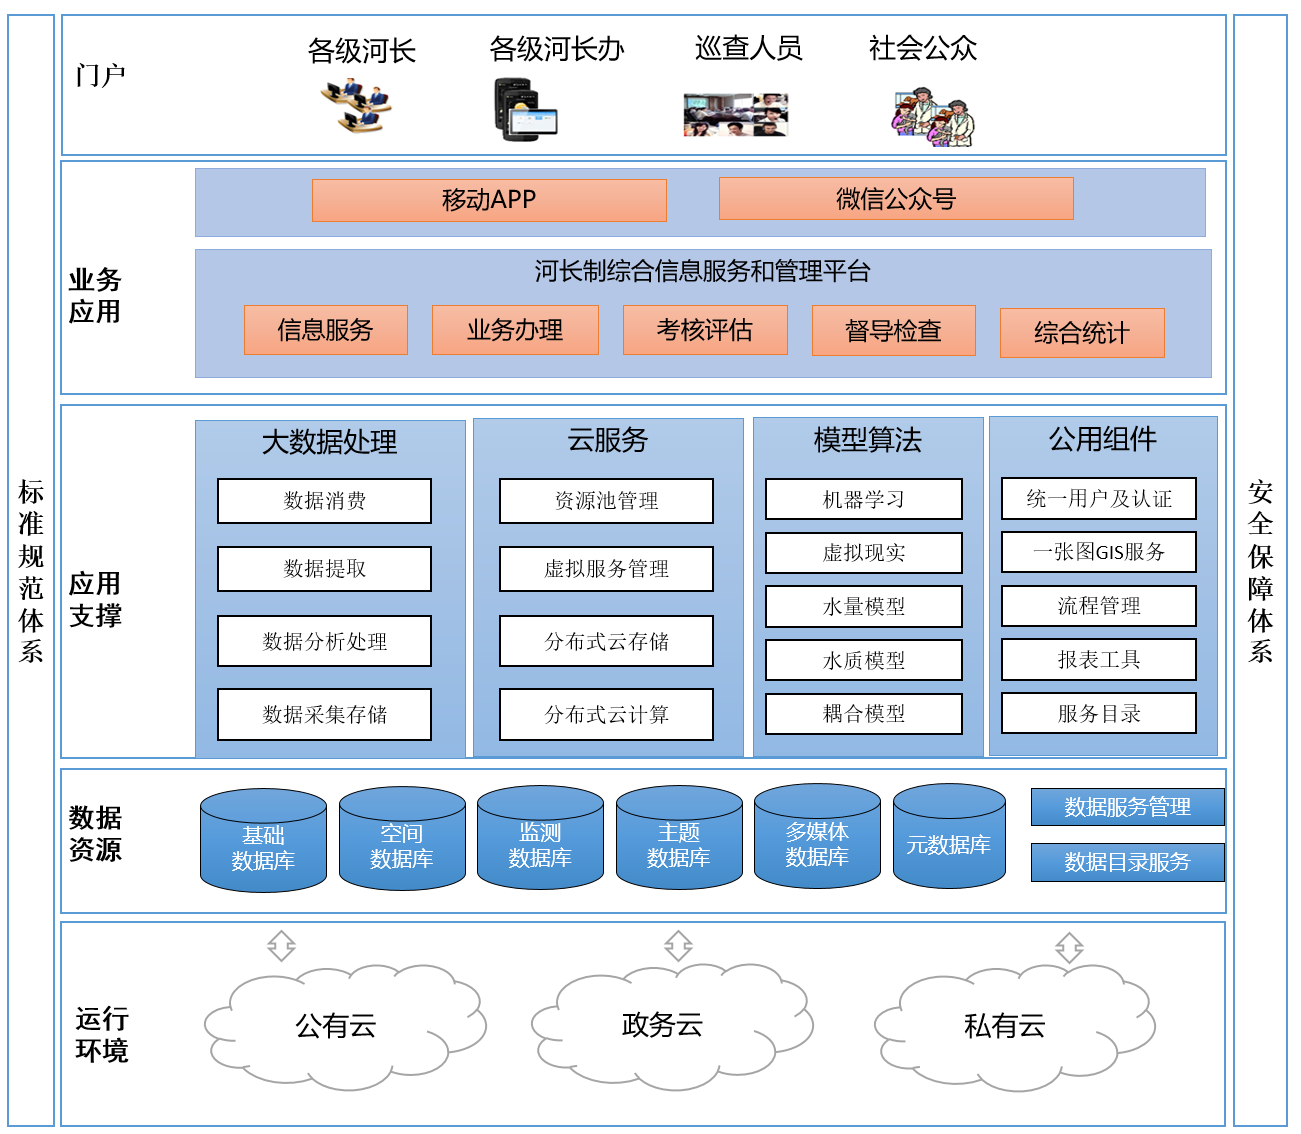 门户
各级河长
各级河长办
巡查人员
社会公众
业务
应用
移动APP
微信公众号
河长制综合信息服务和管理平台
信息服务
业务办理
考核评估
督导检查
综合统计
标
准
规
范
体
系
应用
支撑
大数据处理
数据消费
数据提取
数据分析处理
数据采集存储
云服务
资源池管理
虚拟服务管理
分布式云存储
分布式云计算
模型算法
机器学习
虚拟现实
水量模型
水质模型
耦合模型
公用组件
统一用户及认证
一张图GIS服务
流程管理
报表工具
服务目录
安
全
保
障
体
系
数据
资源
基础
数据库
空间
数据库
监测
数据库
主题
数据库
多媒体
数据库
元数据库
数据服务管理
数据目录服务
运行
环境
公有云
政务云
私有云